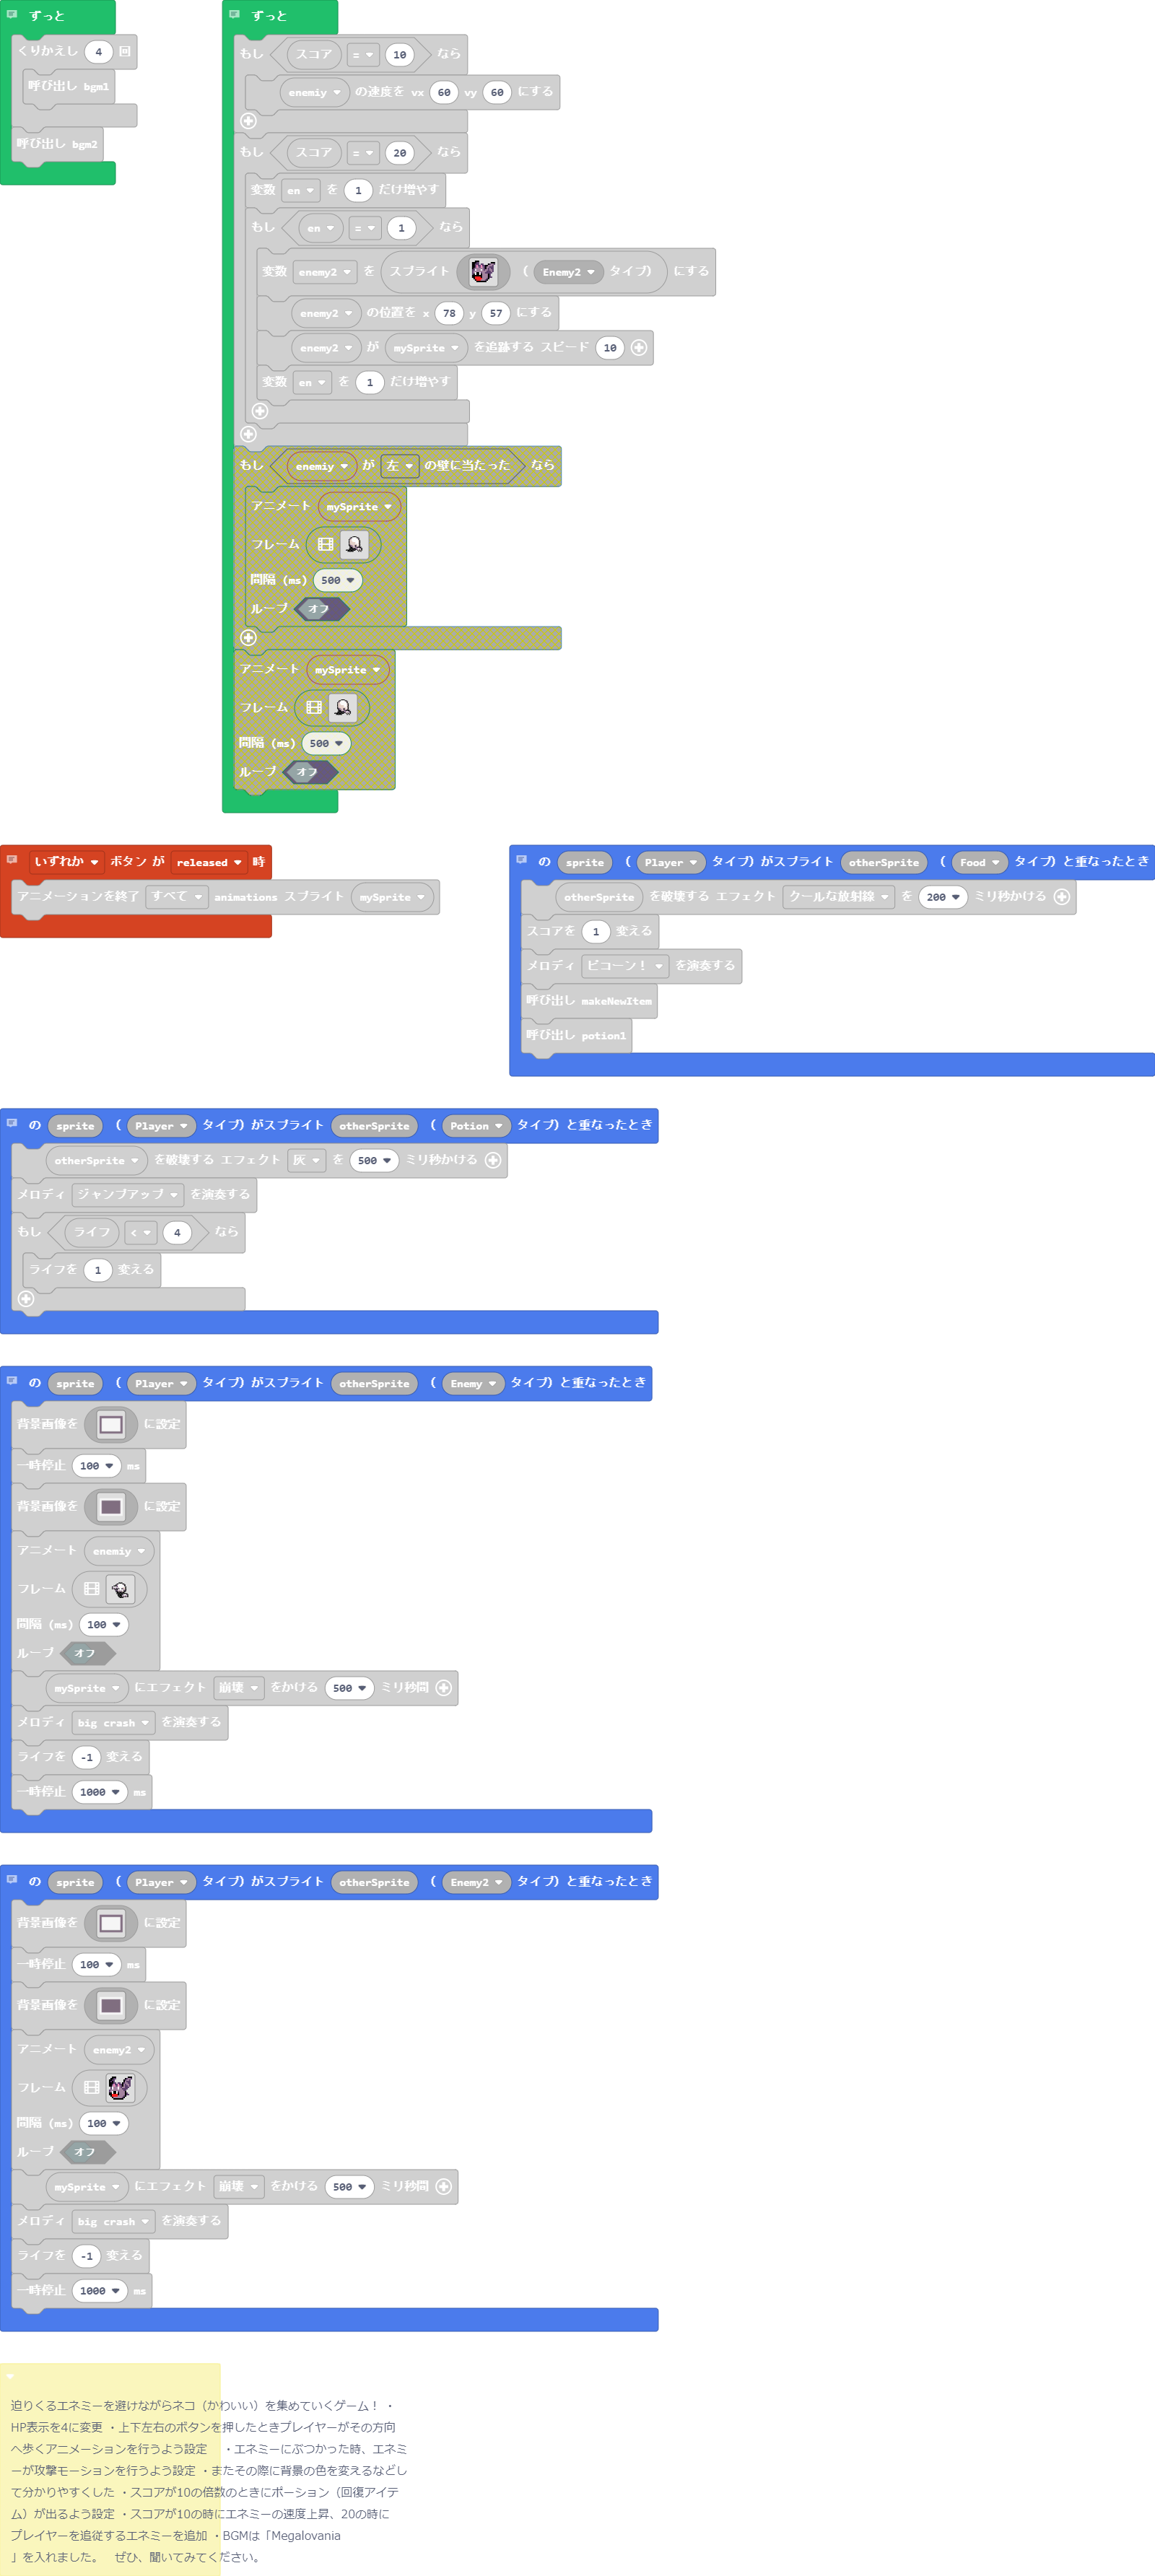 ずっと
くりかえし 4 回
呼び出し bgm1
呼び出し bgm2
ずっと
もし スコア = 10 なら
enemiy の速度を vx 60 vy 60 にする
もし スコア = 20 なら
変数 en を 1 だけ増やす
もし en = 1 なら
変数 enemy2 を スプライト ( Enemy2 タイプ) にする
enemy2 の位置を x 78 y 57 にする
enemy2 が mySprite を追跡する スピード 10
変数 en を 1 だけ増やす
もし enemiy が 左 の壁に当たった なら
アニメート mySprite
フレーム
間隔 (ms) 500
ループ オフ
アニメート mySprite
フレーム
間隔 (ms) 500
ループ オフ
いずれか ボタン が released 時
アニメーションを終了 すべて animations スプライト mySprite
の sprite ( Player タイプ) がスプライト otherSprite ( Food タイプ) と重なったとき
otherSprite を破壊する エフェクト クールな放射線 を 200 ミリ秒かける
スコアを 1 変える
メロディ ピコーン! を演奏する
呼び出し makeNewItem
呼び出し potion1
の sprite ( Player タイプ) がスプライト otherSprite ( Potion タイプ) と重なったとき
otherSprite を破壊する エフェクト 灰 を 500 ミリ秒かける
メロディ ジャンプアップ を演奏する
もし ライフ < 4 なら
ライフを 1 変える
の sprite ( Player タイプ) がスプライト otherSprite ( Enemy タイプ) と重なったとき
背景画像を に設定
一時停止 100 ms
背景画像を に設定
アニメート enemiy
フレーム
間隔 (ms) 100
ループ オフ
mySprite にエフェクト 崩壊 をかける 500 ミリ秒間
メロディ big crash を演奏する
ライフを -1 変える
一時停止 1000 ms
の sprite ( Player タイプ) がスプライト otherSprite ( Enemy2 タイプ) と重なったとき
背景画像を に設定
一時停止 100 ms
背景画像を に設定
アニメート enemy2
フレーム
間隔 (ms) 100
ループ オフ
mySprite にエフェクト 崩壊 をかける 500 ミリ秒間
メロディ big crash を演奏する
ライフを -1 変える
一時停止 1000 ms
迫りくるエネミーを避けながらネコ（かわいい）を集めていくゲーム！ ・
HP表示を4に変更 ・上下左右のボタンを押したときプレイヤーがその方向
へ歩くアニメーションを行うよう設定　・エネミーにぶつかった時、エネミ
ーが攻撃モーションを行うよう設定 ・またその際に背景の色を変えるなどし
て分かりやすくした ・スコアが10の倍数のときにポーション（回復アイテ
ム）が出るよう設定 ・スコアが10の時にエネミーの速度上昇、20の時に
プレイヤーを追従するエネミーを追加 ・BGMは「Megalovania
」を入れました。　ぜひ、聞いてみてください。